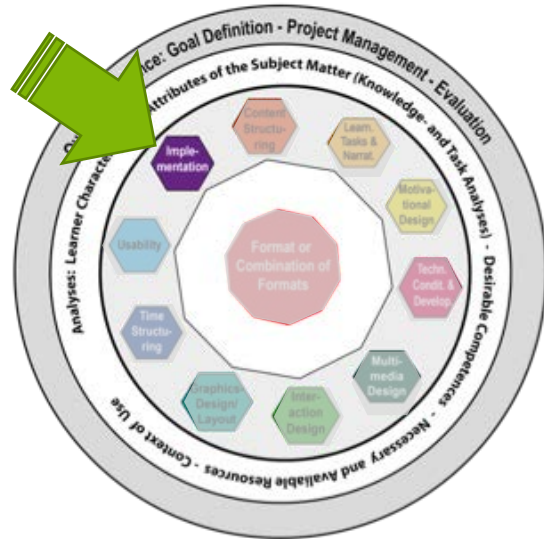 ice: Goal Definition - Project Management - Evaluation
Attributes of the Subject Matter (Knowledge- and Task Analyses) - Desirable Competences - Necessary and Available Resources - Context of Use
Analyses: Learner
Content
Structu-
ring
Learn.
Tasks &
Narrat.
Imple-
mentation
Motiva-
tional
Design
Usability
Format or
Combination of
Formats
Techn.
Condit. &
Develop.
Time
Structu-
ring
Multi-
media
Design
Graphics-
Design/
Layout
Inter-
action
Design